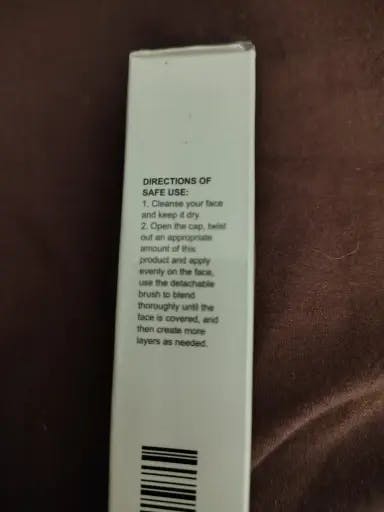 DIRECTIONS OF
SAFE USE:
1. Cleanse your face
and keep it dry
2. Open the cap, twist
out an appropriate
amount of this
product and apply
evenly on the face,
use the detachable
brush to blend
thoroughly until the
face is covered, and
then create more
layers as needed.